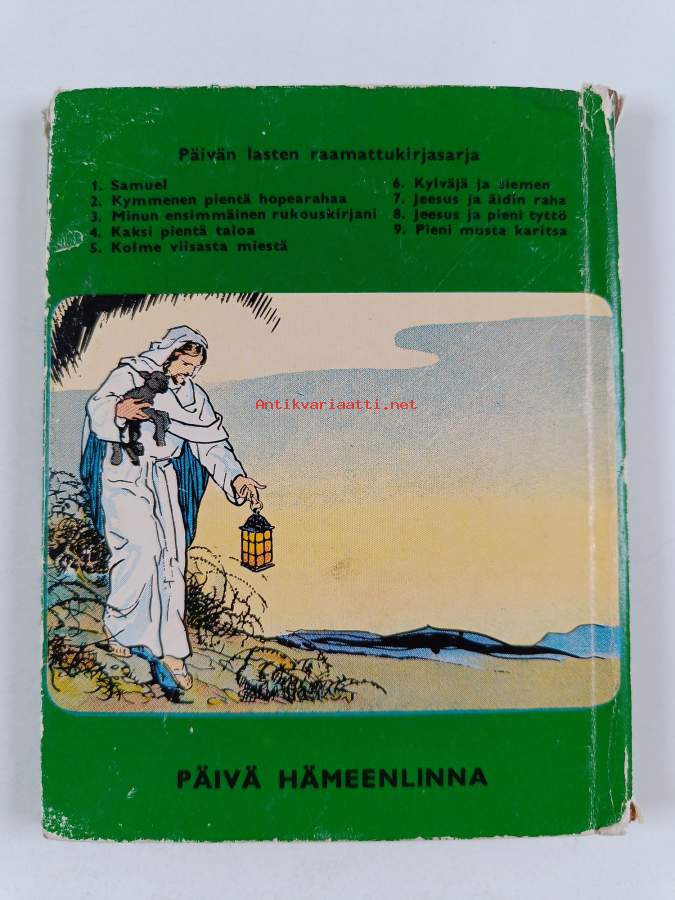 Päivän lasten raamattukirjasarja
1. Samuel
2. Kymmenen pientä hopearahaa
3. Minun ensimmäinen rukouskirjani
4. Kaksi pientä taloa
5. Kolme viisasta miestä
6. Kylväjä ja siemen
7. Jeesus ja äidin raha
8. Jeesus ja pieni tyttö
9. Pieni musta karitsa
Antikvariaatti.net
PÄIVÄ HÄMEENLINNA